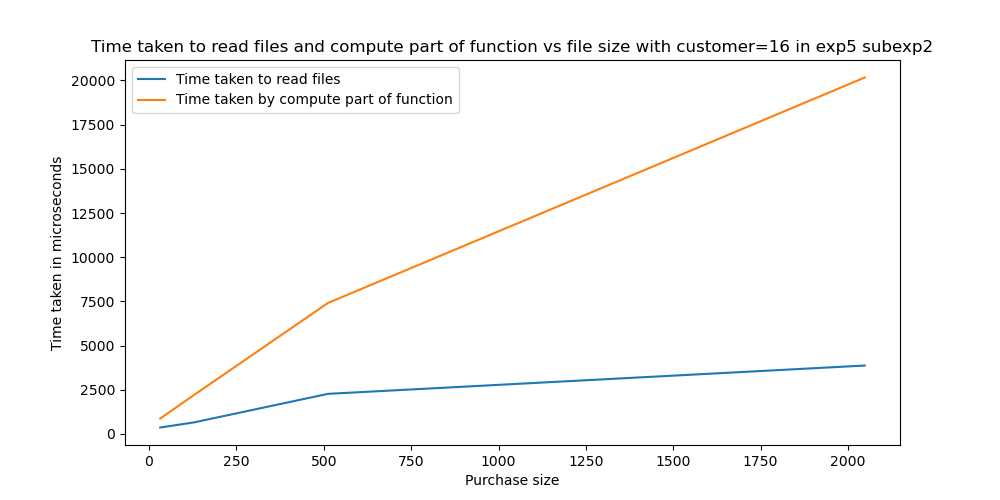 Time taken to read files and compute part of function vs file size with customer=16 in exp5 subexp2
Time taken to read files
Time taken by compute part of function
Time taken in microseconds
20000
17500
15000
12500
10000
7500
5000
2500
0
0 250 500 750 1000 1250 1500 1750 2000
Purchase size